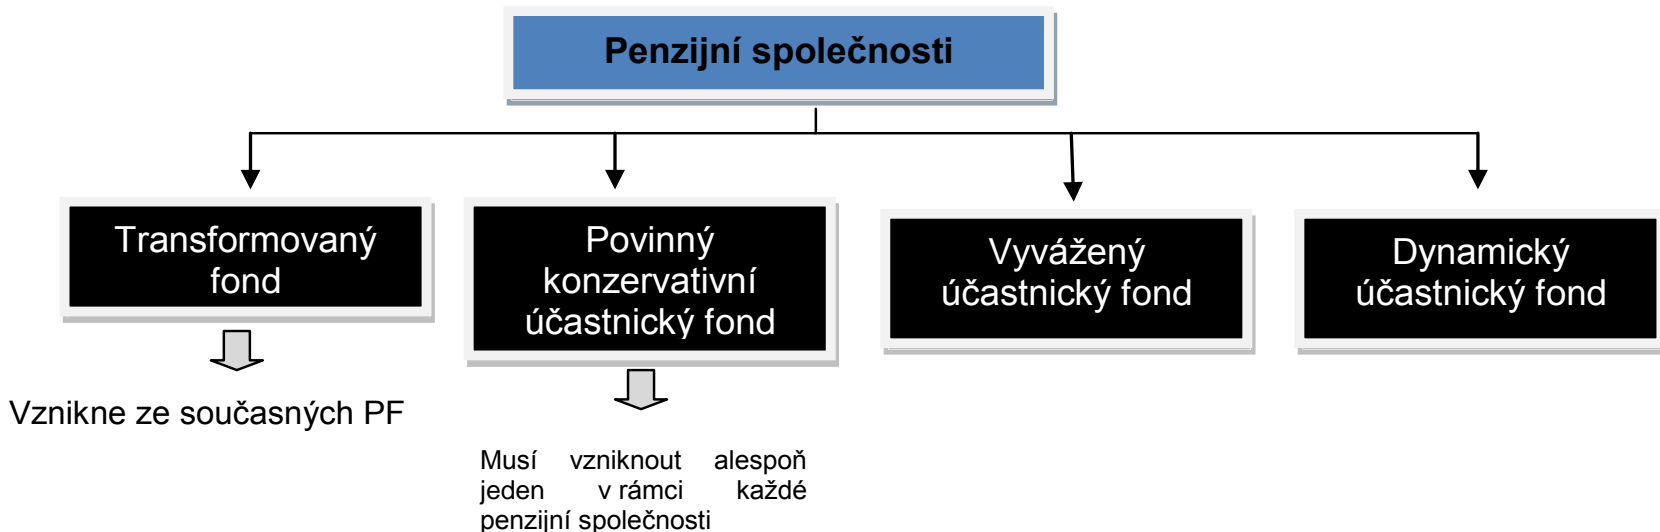 Penzijní společnosti
Transformovaný
fond
Povinný
konzervativní
účastnický fond
Vyvážený
účastnický fond
Dynamický
účastnický fond
Vznikne ze současných PF
Musí vzniknout alespoň
jeden v rámci každé
penzijní společnosti